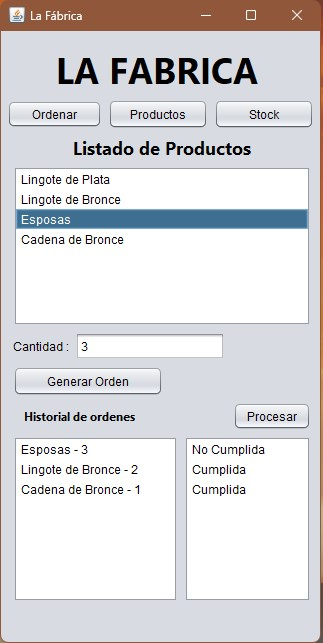 La Fábrica
LA FABRICA
Ordenar Productos Stock
Listado de Productos
Lingote de Plata
Lingote de Bronce
Esposas
Cadena de Bronce
Cantidad : 3
Generar Orden
Historial de ordenes Procesar
Esposas - 3 No Cumplida
Lingote de Bronce - 2 Cumplida
Cadena de Bronce - 1 Cumplida